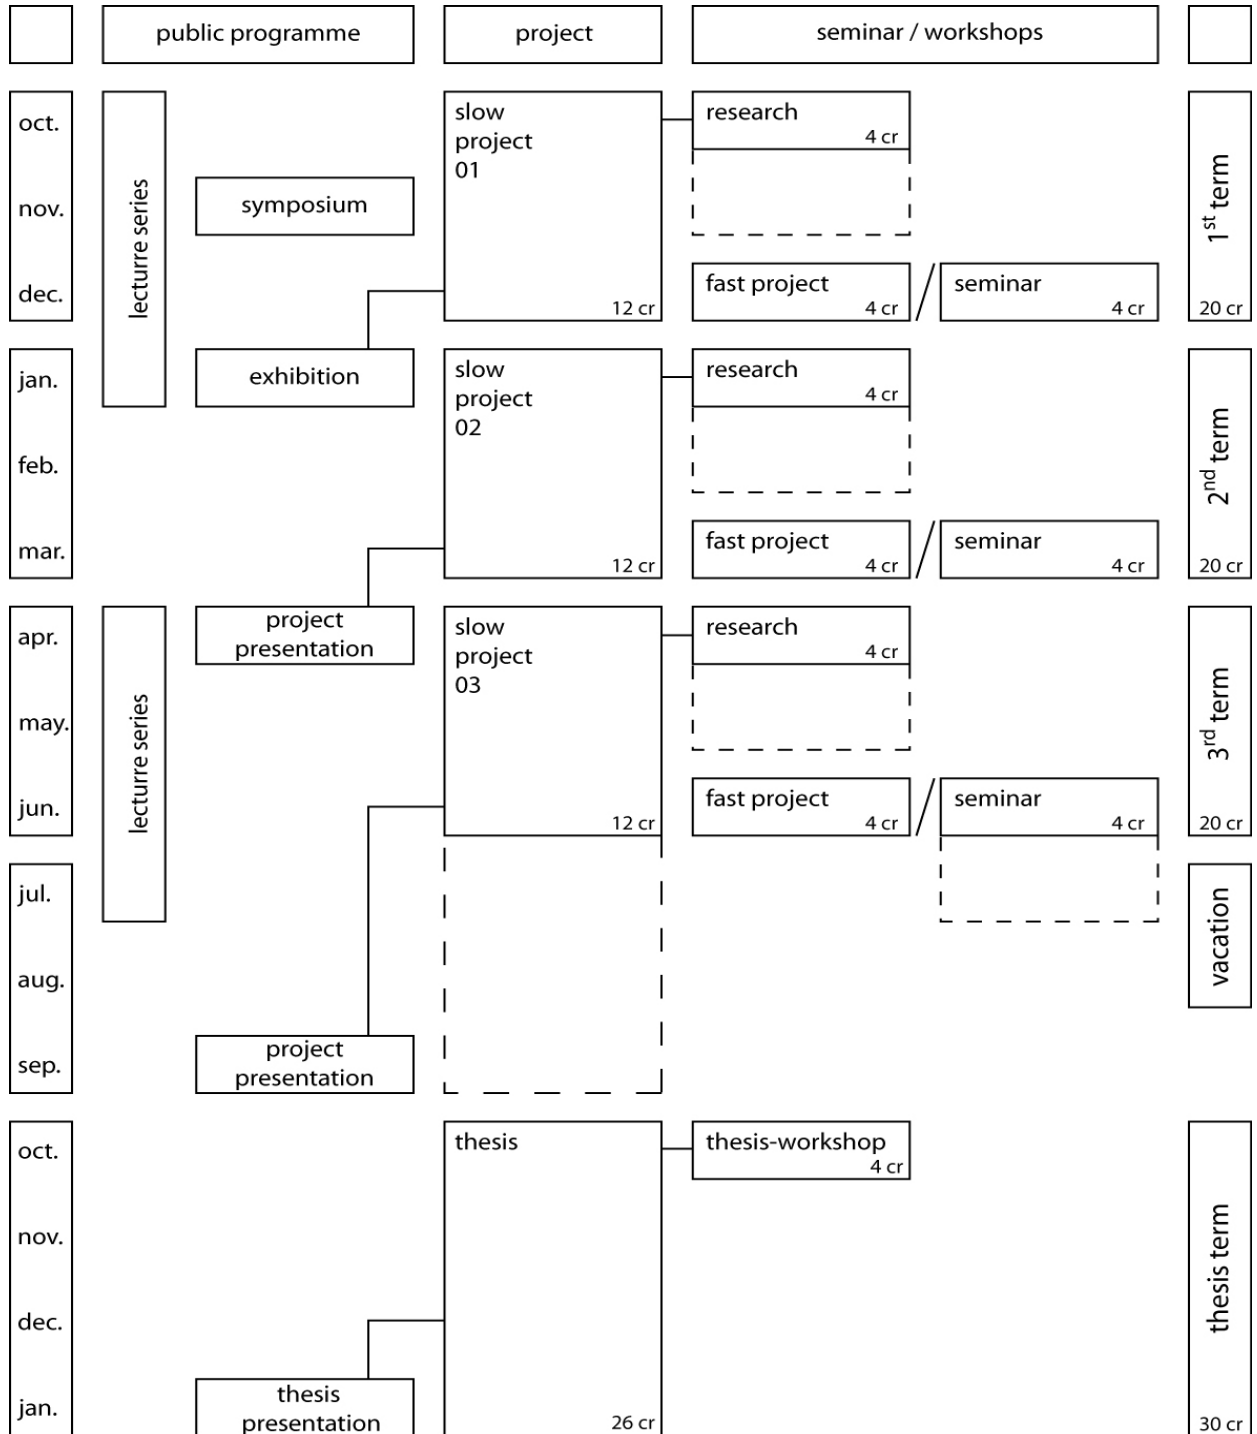 public programme
project
seminar / workshops
oct.
nov.
dec.
lecturre series
symposium
slow
project
01
12 cr
research
4 cr
fast project
4 cr
/
seminar
4 cr
1st term
20 cr
jan.
feb.
mar.
exhibition
slow
project
02
12 cr
research
4 cr
fast project
4 cr
/
seminar
4 cr
2nd term
20 cr
apr.
may.
jun.
lecturre series
project
presentation
slow
project
03
12 cr
research
4 cr
fast project
4 cr
/
seminar
4 cr
3rd term
20 cr
jul.
aug.
sep.
project
presentation
vacation
oct.
nov.
dec.
jan.
thesis
presentation
thesis
26 cr
thesis-workshop
4 cr
thesis term
30 cr